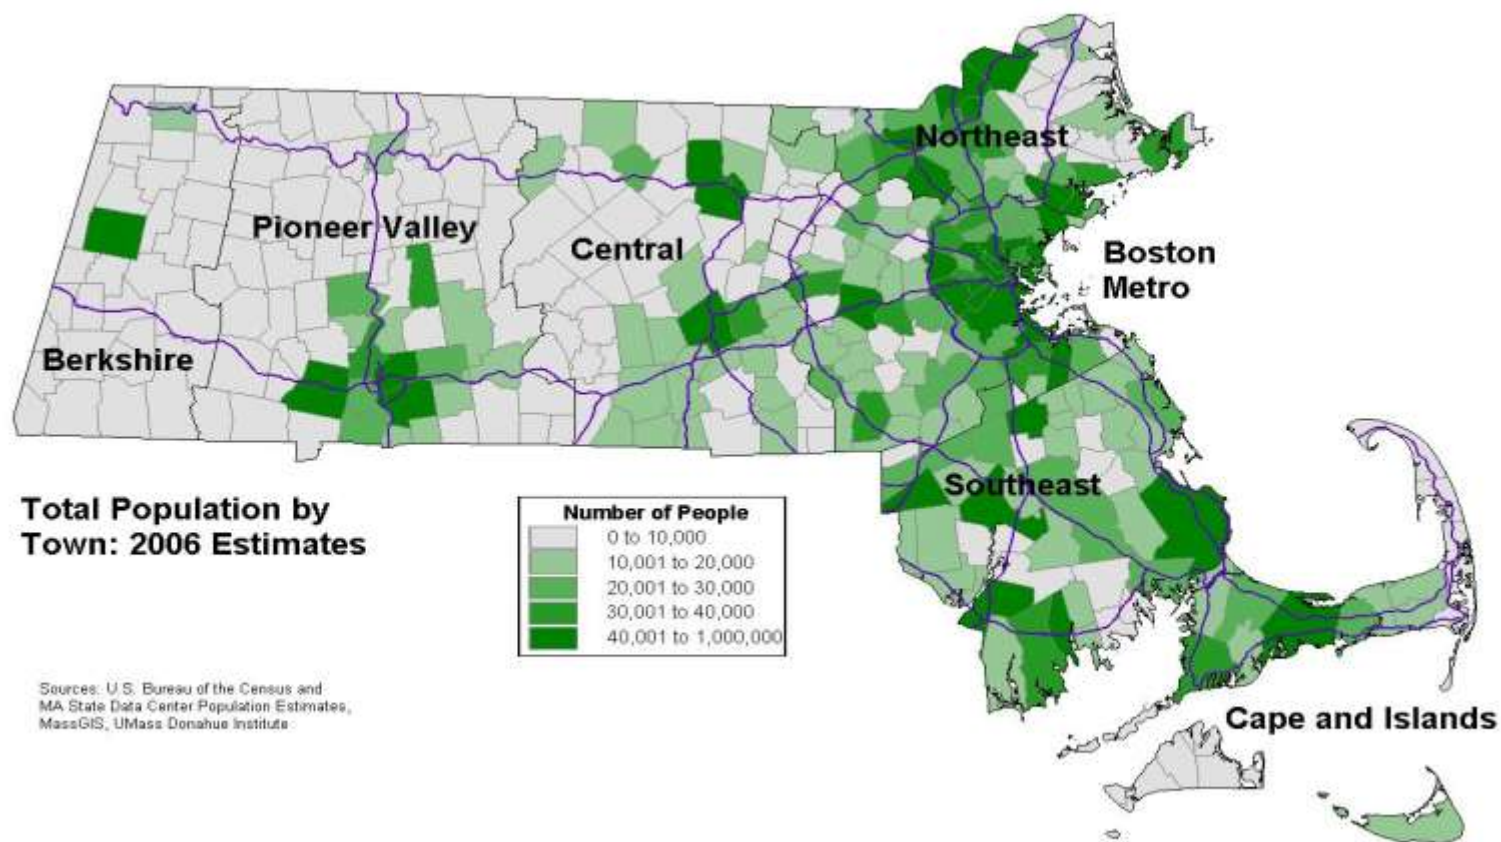 Northeast
Pioneer Valley
Central
Boston
Metro
Berkshire
Southeast
Total Population by
Town: 2006 Estimates
Number of People
0 to 10,000
10,001 to 20,000
20,001 to 30,000
30,001 to 40,000
40,001 to 1,000,000
Sources: U.S. Bureau of the Census and
MA State Data Center Population Estimates,
MassGIS, UMass Donahue Institute
Cape and Islands